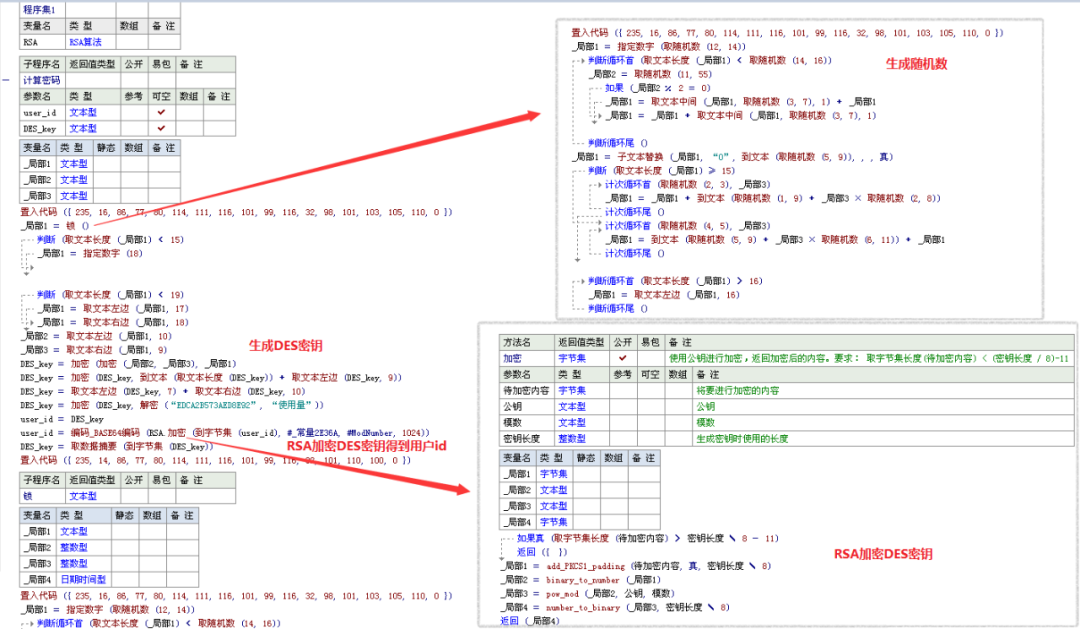 程序集1
变量名 类 型 数组 备 注
RSA RSA算法
子程序名 返回值类型 公开 易包 备 注
计算密码
参数名 类 型 参考 可空 数组 备 注
user_id 文本型 ✓
DES_key 文本型 ✓
变量名 类 型 静态 数组 备 注
_局部1 文本型
_局部2 文本型
_局部3 文本型
置入代码 ({ 235, 16, 86, 77, 80, 114, 111, 116, 101, 99, 116, 32, 98, 101, 103, 105, 110, 0 })
_局部1 = 锁 ()
判断 (取文本长度 (_局部1) < 15)
_局部1 = 指定数字 (18)
判断 (取文本长度 (_局部1) < 19)
_局部1 = 取文本左边 (_局部1, 17)
_局部1 = 取文本右边 (_局部1, 18)
_局部2 = 取文本左边 (_局部1, 10)
_局部3 = 取文本右边 (_局部1, 9)
生成DES密钥
DES_key = 加密 (加密 (_局部2, _局部3), _局部1)
DES_key = 加密 (DES_key, 到文本 (取文本长度 (DES_key)) + 取文本左边 (DES_key, 9))
DES_key = 取文本左边 (DES_key, 7) + 取文本右边 (DES_key, 10)
DES_key = 加密 (DES_key, 解密 (“EDCA2B573AED8E92”, “使用量”))
user_id = DES_key
user_id = 编码_BASE64编码 (RSA.加密 (到字节集 (user_id), #_常量2E36A, #ModNumber, 1024))
RSA加密DES密钥得到用户id
DES_key = 取数据摘要 (到字节集 (DES_key))
置入代码 ({ 235, 14, 86, 77, 80, 114, 111, 116, 101, 99, 116, 32, 101, 110, 100, 0 })
子程序名 返回值类型 公开 易包 备 注
锁 文本型
变量名 类 型 静态 数组 备 注
_局部1 文本型
_局部2 整数型
_局部3 整数型
_局部4 日期时间型
置入代码 ({ 235, 16, 86, 77, 80, 114, 111, 116, 101, 99, 116, 32, 98, 101, 103, 105, 110, 0 })
_局部1 = 指定数字 (取随机数 (12, 14))
判断循环首 (取文本长度 (_局部1) < 取随机数 (14, 16))
置入代码 ({ 235, 16, 86, 77, 80, 114, 111, 116, 101, 99, 116, 32, 98, 101, 103, 105, 110, 0 })
_局部1 = 指定数字 (取随机数 (12, 14))
判断循环首 (取文本长度 (_局部1) < 取随机数 (14, 16))
生成随机数
_局部2 = 取随机数 (11, 55)
如果 (_局部2 % 2 = 0)
_局部1 = 取文本中间 (_局部1, 取随机数 (3, 7), 1) + _局部1
_局部1 = _局部1 + 取文本中间 (_局部1, 取随机数 (3, 7), 1)
判断循环尾 ()
_局部1 = 子文本替换 (_局部1, “0”, 到文本 (取随机数 (5, 9)), , , 真)
判断 (取文本长度 (_局部1) ≥ 15)
计次循环首 (取随机数 (2, 3), _局部3)
_局部1 = _局部1 + 到文本 (取随机数 (1, 9) + _局部3 × 取随机数 (2, 8))
计次循环尾 ()
计次循环首 (取随机数 (4, 5), _局部3)
_局部1 = 到文本 (取随机数 (5, 9) + _局部3 × 取随机数 (6, 11)) + _局部1
计次循环尾 ()
判断循环首 (取文本长度 (_局部1) > 16)
_局部1 = 取文本左边 (_局部1, 16)
判断循环尾 ()
方法名 返回值类型 公开 易包 备 注
加密 字节集 ✓ 使用公钥进行加密，返回加密后的内容。要求： 取字节集长度(待加密内容) < (密钥长度 / 8)-11
参数名 类 型 参考 可空 数组 备 注
待加密内容 字节集 将要进行加密的内容
公钥 文本型 公钥
模数 文本型 模数
密钥长度 整数型 生成密钥时使用的长度
变量名 类 型 静态 数组 备 注
_局部1 字节集
_局部2 文本型
_局部3 文本型
_局部4 字节集
如果真 (取字节集长度 (待加密内容) > 密钥长度 \ 8 - 11)
返回 ({ })
RSA加密DES密钥
_局部1 = add_PKCS1_padding (待加密内容, 真, 密钥长度 \ 8)
_局部2 = binary_to_number (_局部1)
_局部3 = pow_mod (_局部2, 公钥, 模数)
_局部4 = number_to_binary (_局部3, 密钥长度 \ 8)
返回 (_局部4)